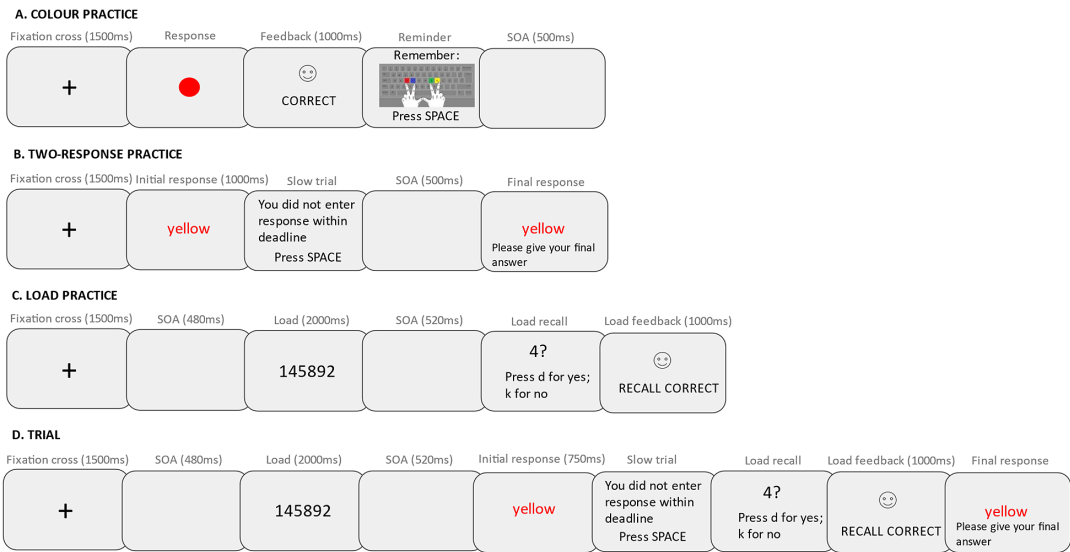 A. COLOUR PRACTICE
Fixation cross (1500ms) Response Feedback (1000ms) Reminder SOA (500ms)
+
CORRECT
Remember:
Press SPACE
B. TWO-RESPONSE PRACTICE
Fixation cross (1500ms) Initial response (1000ms) Slow trial SOA (500ms) Final response
+
yellow
You did not enter
response within
deadline
Press SPACE
yellow
Please give your final
answer
C. LOAD PRACTICE
Fixation cross (1500ms) SOA (480ms) Load (2000ms) SOA (520ms) Load recall Load feedback (1000ms)
+
145892
4?
Press d for yes;
k for no
RECALL CORRECT
D. TRIAL
Fixation cross (1500ms) SOA (480ms) Load (2000ms) SOA (520ms) Initial response (750ms) Slow trial Load recall Load feedback (1000ms) Final response
+
145892
yellow
You did not enter
response within
deadline
Press SPACE
4?
Press d for yes;
k for no
RECALL CORRECT
yellow
Please give your final
answer